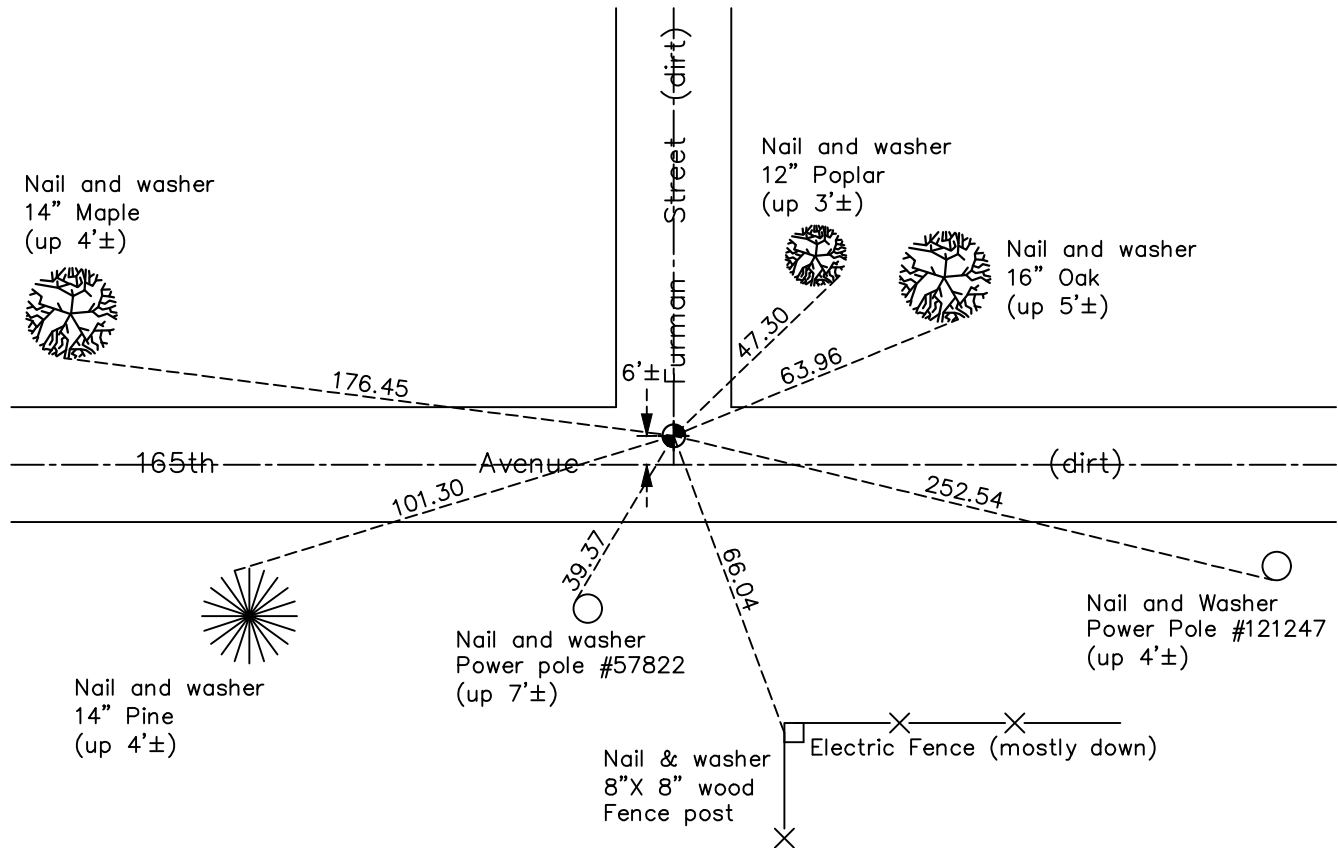 Furman Street (dirt)
Nail and washer
12" Poplar
(up 3'±)
Nail and washer
14" Maple
(up 4'±)
Nail and washer
16" Oak
(up 5'±)
47.30
63.96
6'±
176.45
165th Avenue (dirt)
101.30
252.54
39.37
66.04
Nail and Washer
Power Pole #121247
(up 4'±)
Nail and washer
Power pole #57822
(up 7'±)
Nail and washer
14" Pine
(up 4'±)
Electric Fence (mostly down)
Nail & washer
8"X 8" wood
Fence post